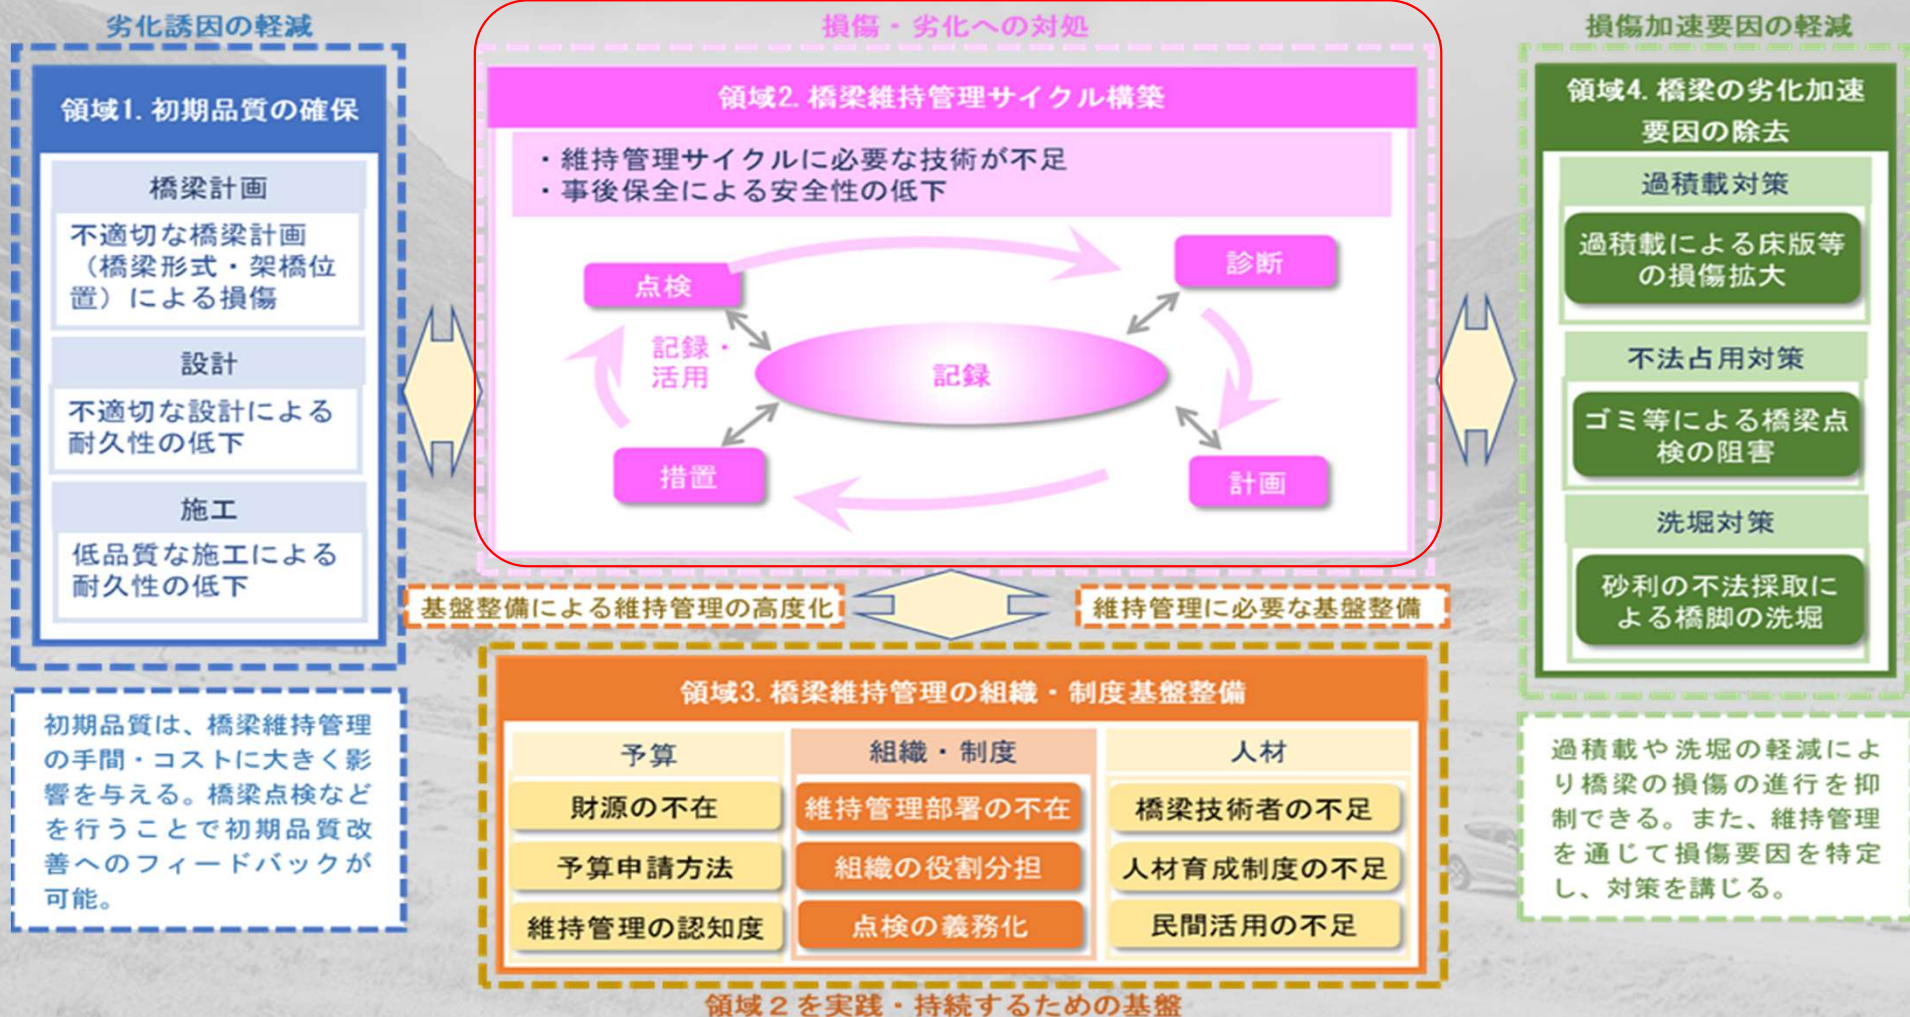 劣化誘因の軽減
領域1. 初期品質の確保
橋梁計画
不適切な橋梁計画
（橋梁形式・架橋位
置）による損傷
設計
不適切な設計による
耐久性の低下
施工
低品質な施工による
耐久性の低下
初期品質は、橋梁維持管理
の手間・コストに大きく影
響を与える。橋梁点検など
を行うことで初期品質改
善へのフィードバックが
可能。
損傷・劣化への対処
領域2. 橋梁維持管理サイクル構築
・維持管理サイクルに必要な技術が不足
・事後保全による安全性の低下
点検
診断
記録・
活用
記録
措置
計画
基盤整備による維持管理の高度化
維持管理に必要な基盤整備
領域3. 橋梁維持管理の組織・制度基盤整備
予算
財源の不在
予算申請方法
維持管理の認知度
組織・制度
維持管理部署の不在
組織の役割分担
点検の義務化
人材
橋梁技術者の不足
人材育成制度の不足
民間活用の不足
領域２を実践・持続するための基盤
損傷加速要因の軽減
領域4. 橋梁の劣化加速
要因の除去
過積載対策
過積載による床版等
の損傷拡大
不法占用対策
ゴミ等による橋梁点
検の阻害
洗堀対策
砂利の不法採取に
よる橋脚の洗堀
過積載や洗堀の軽減によ
り橋梁の損傷の進行を抑
制できる。また、維持管理
を通じて損傷要因を特定
し、対策を講じる。